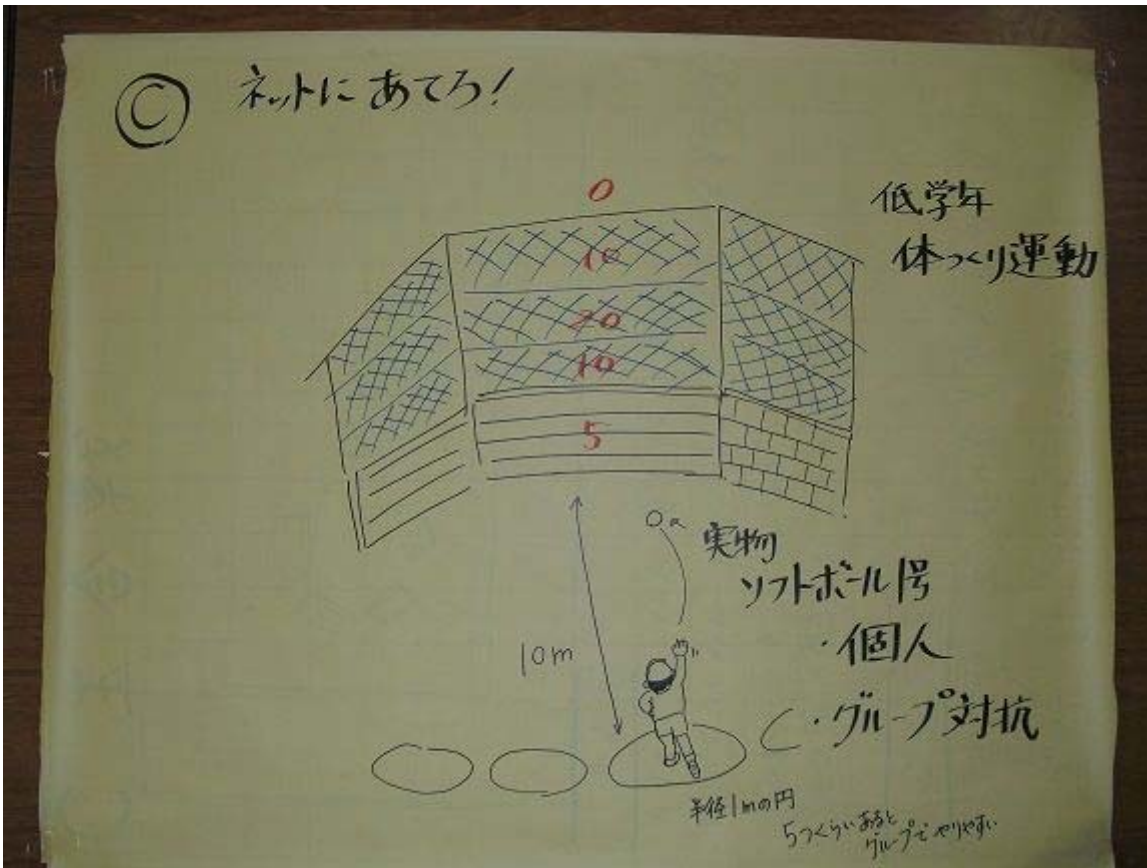 Ⓒ ネットにあてろ!
0
10
20
10
5
低学年
体つくり運動
実物
ソフトボール1号
・個人
・グループ対抗
10m
半径1mの円
5つくらいあると
グループでやりやすい